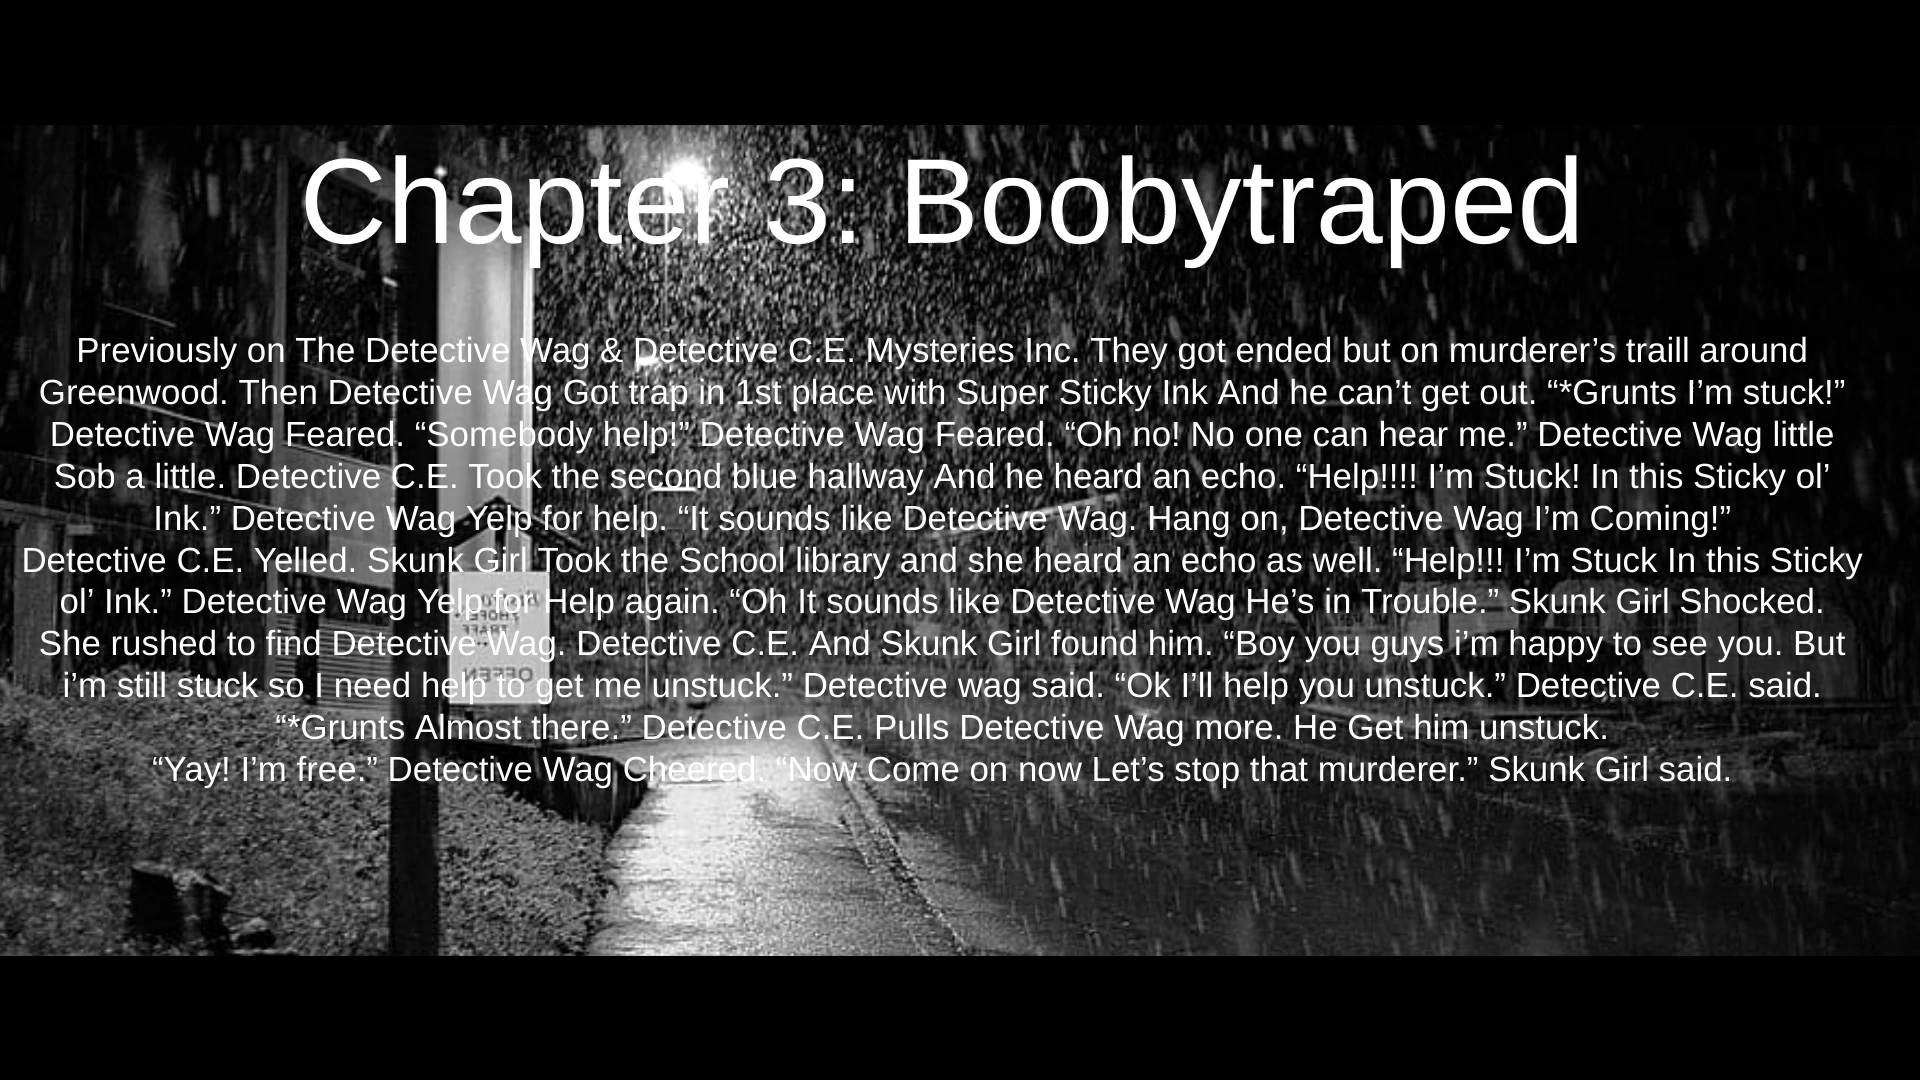 Chapter 3: Boobytraped
Previously on The Detective Wag & Detective C.E. Mysteries Inc. They got ended but on murderer’s traill around
Greenwood. Then Detective Wag Got trap in 1st place with Super Sticky Ink And he can’t get out. “*Grunts I’m stuck!”
Detective Wag Feared. “Somebody help!” Detective Wag Feared. “Oh no! No one can hear me.” Detective Wag little
Sob a little. Detective C.E. Took the second blue hallway And he heard an echo. “Help!!!! I’m Stuck! In this Sticky ol’
Ink.” Detective Wag Yelp for help. “It sounds like Detective Wag. Hang on, Detective Wag I’m Coming!”
Detective C.E. Yelled. Skunk Girl Took the School library and she heard an echo as well. “Help!!! I’m Stuck In this Sticky
ol’ Ink.” Detective Wag Yelp for Help again. “Oh It sounds like Detective Wag He’s in Trouble.” Skunk Girl Shocked.
She rushed to find Detective Wag. Detective C.E. And Skunk Girl found him. “Boy you guys i’m happy to see you. But
i’m still stuck so I need help to get me unstuck.” Detective wag said. “Ok I’ll help you unstuck.” Detective C.E. said.
“*Grunts Almost there.” Detective C.E. Pulls Detective Wag more. He Get him unstuck.
“Yay! I’m free.” Detective Wag Cheered. “Now Come on now Let’s stop that murderer.” Skunk Girl said.
OFFEN